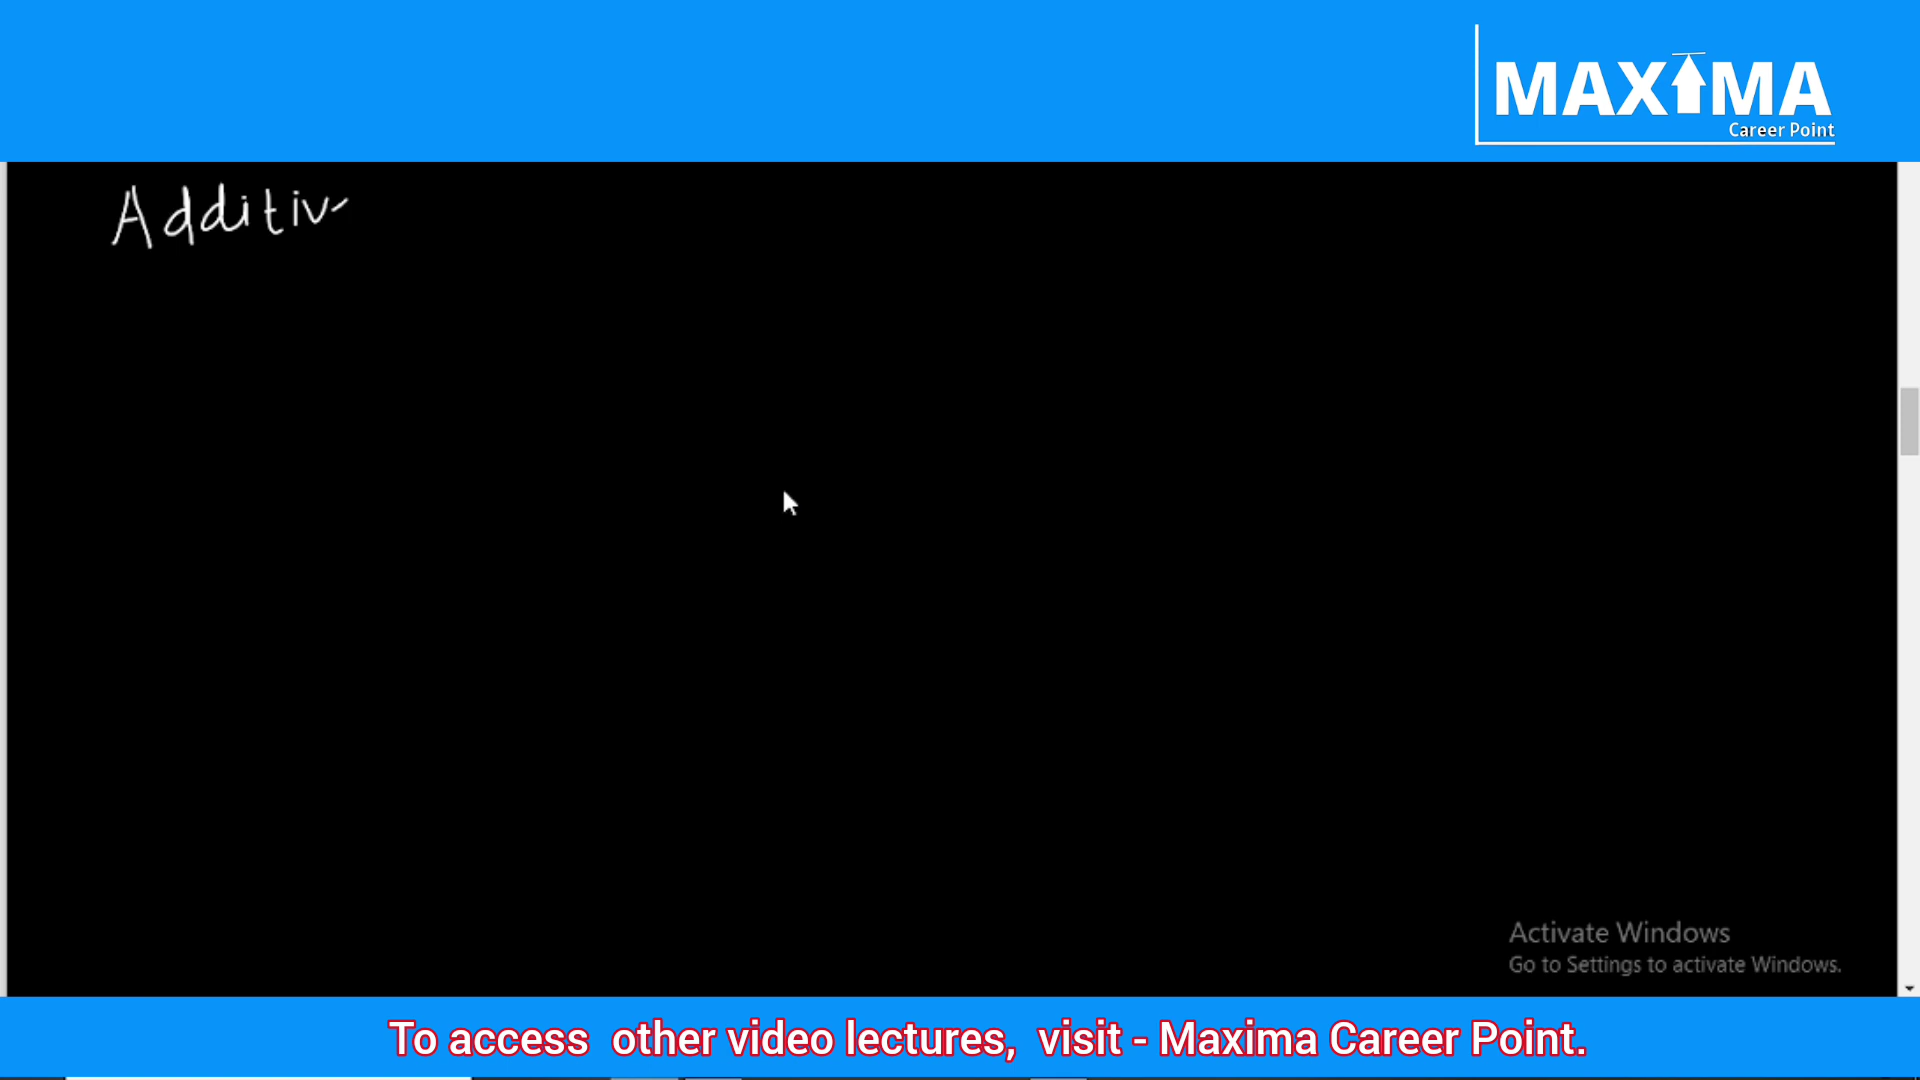 MAXIMA
Career Point
Additiv
Activate Windows
Go to Settings to activate Windows.
To access other video lectures, visit - Maxima Career Point.